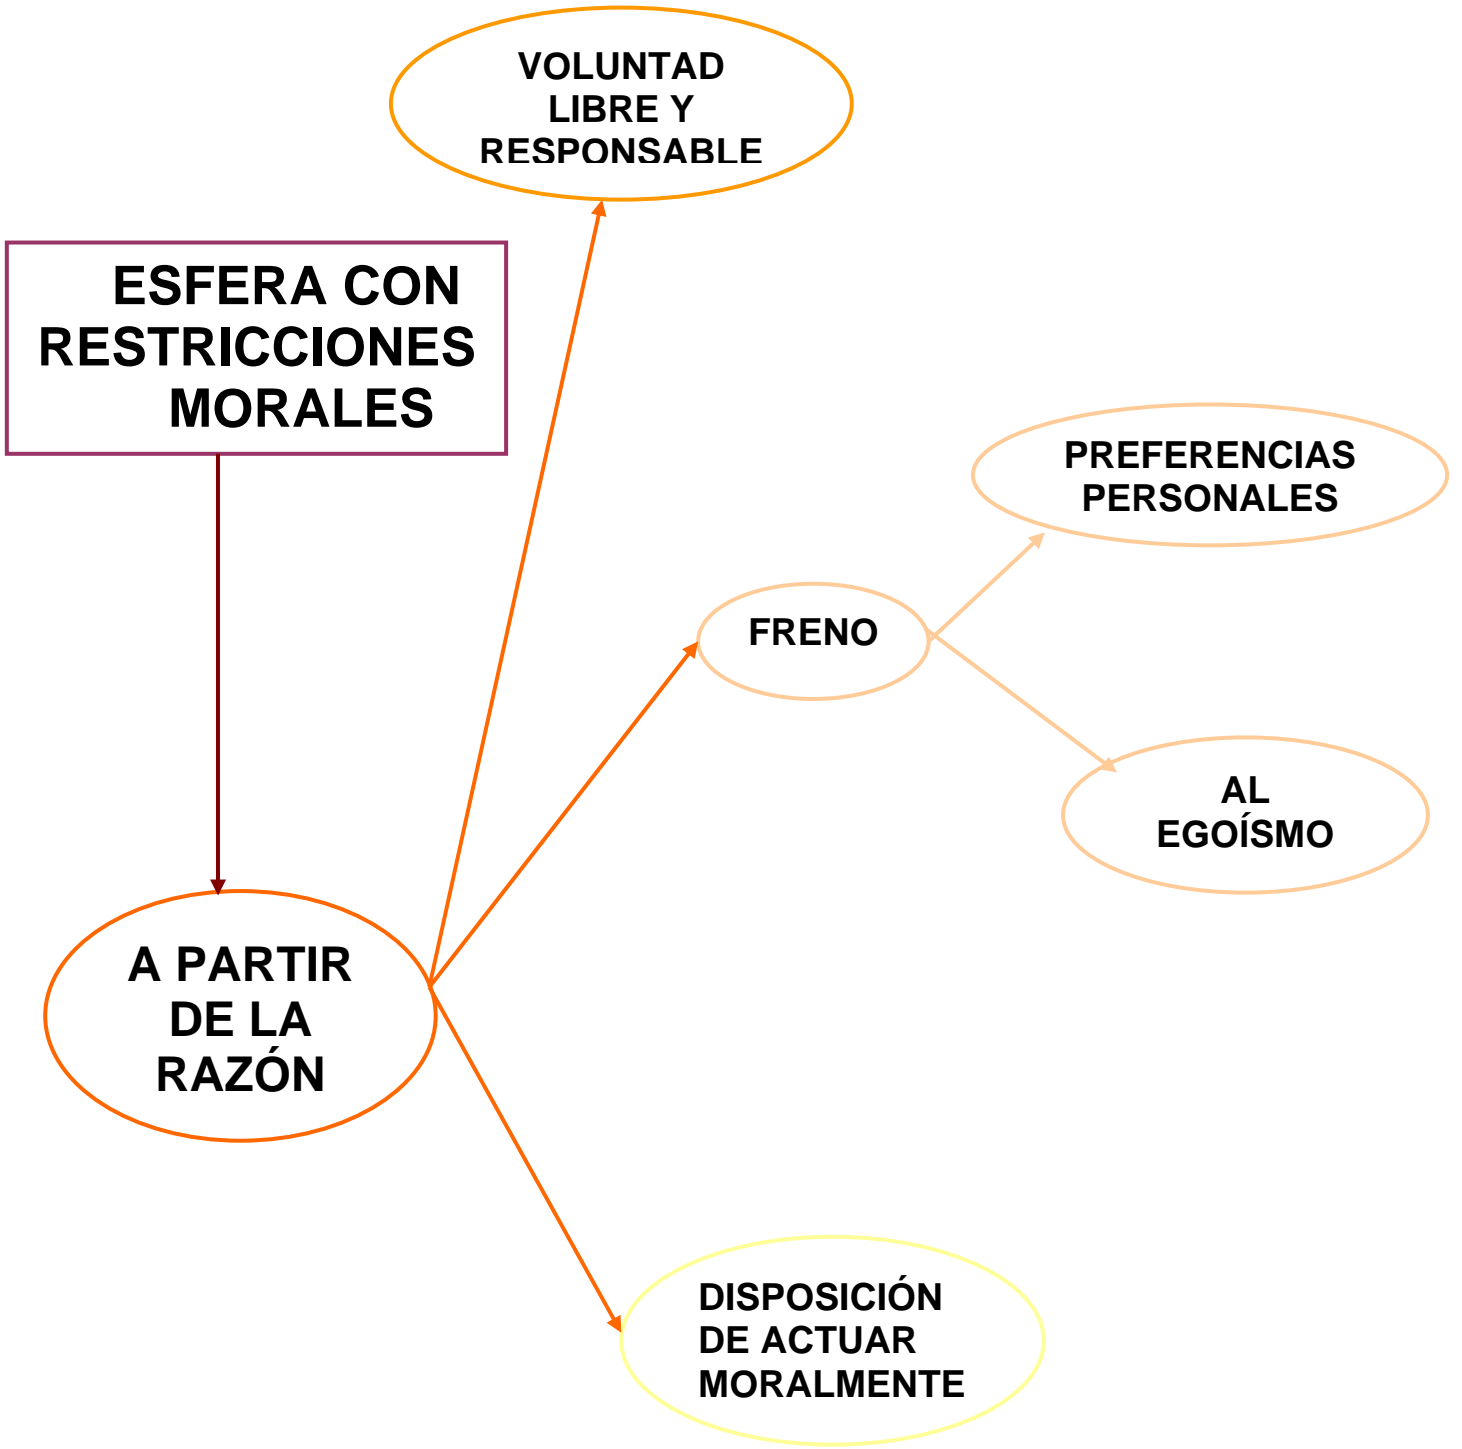 VOLUNTAD
LIBRE Y
RESPONSABLE
ESFERA CON
RESTRICCIONES
MORALES
PREFERENCIAS
PERSONALES
FRENO
AL
EGOÍSMO
A PARTIR
DE LA
RAZÓN
DISPOSICIÓN
DE ACTUAR
MORALMENTE